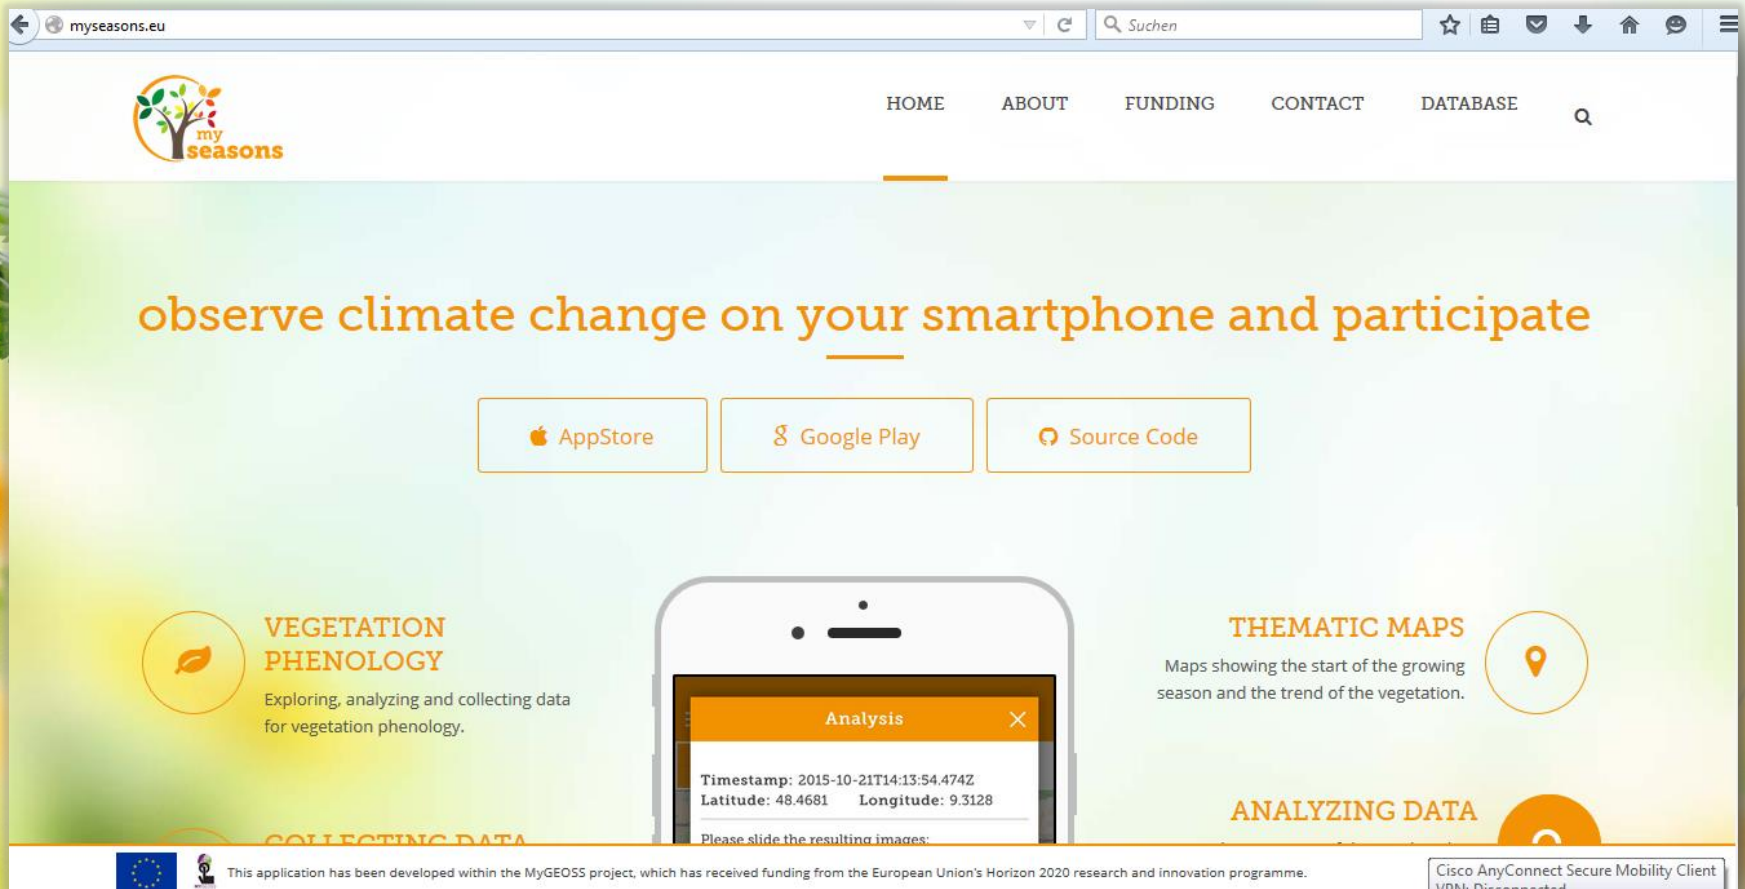 myseasons.eu
Suchen
my
seasons
HOME ABOUT FUNDING CONTACT DATABASE
observe climate change on your smartphone and participate
AppStore
Google Play
Source Code
VEGETATION
PHENOLOGY
Exploring, analyzing and collecting data
for vegetation phenology.
COLLECTING DATA
Analysis
Timestamp: 2015-10-21T14:13:54.474Z
Latitude: 48.4681 Longitude: 9.3128
Please slide the resulting images:
THEMATIC MAPS
Maps showing the start of the growing
season and the trend of the vegetation.
ANALYZING DATA
This application has been developed within the MyGEOSS project, which has received funding from the European Union's Horizon 2020 research and innovation programme.
Cisco AnyConnect Secure Mobility Client
VPN: Disconnected